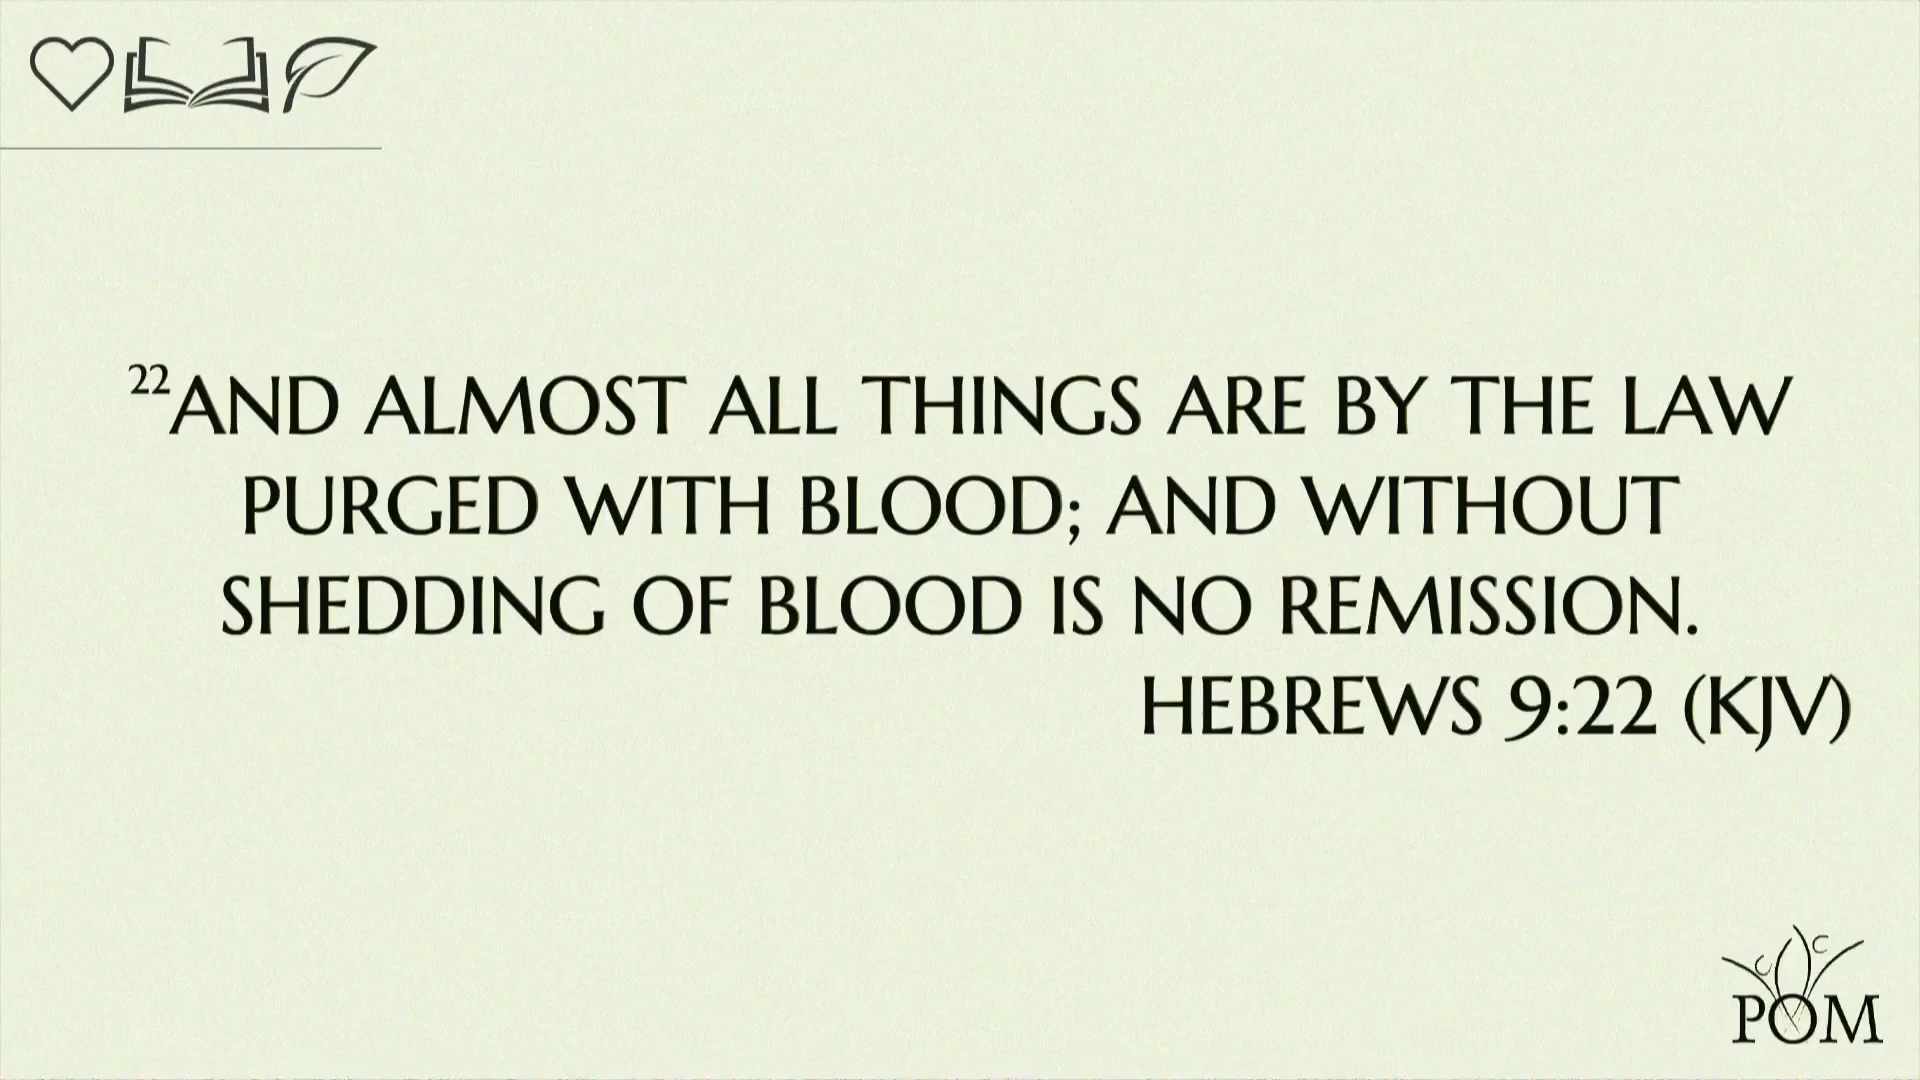 ²²AND ALMOST ALL THINGS ARE BY THE LAW
PURGED WITH BLOOD; AND WITHOUT
SHEDDING OF BLOOD IS NO REMISSION.
HEBREWS 9:22 (KJV)
POM